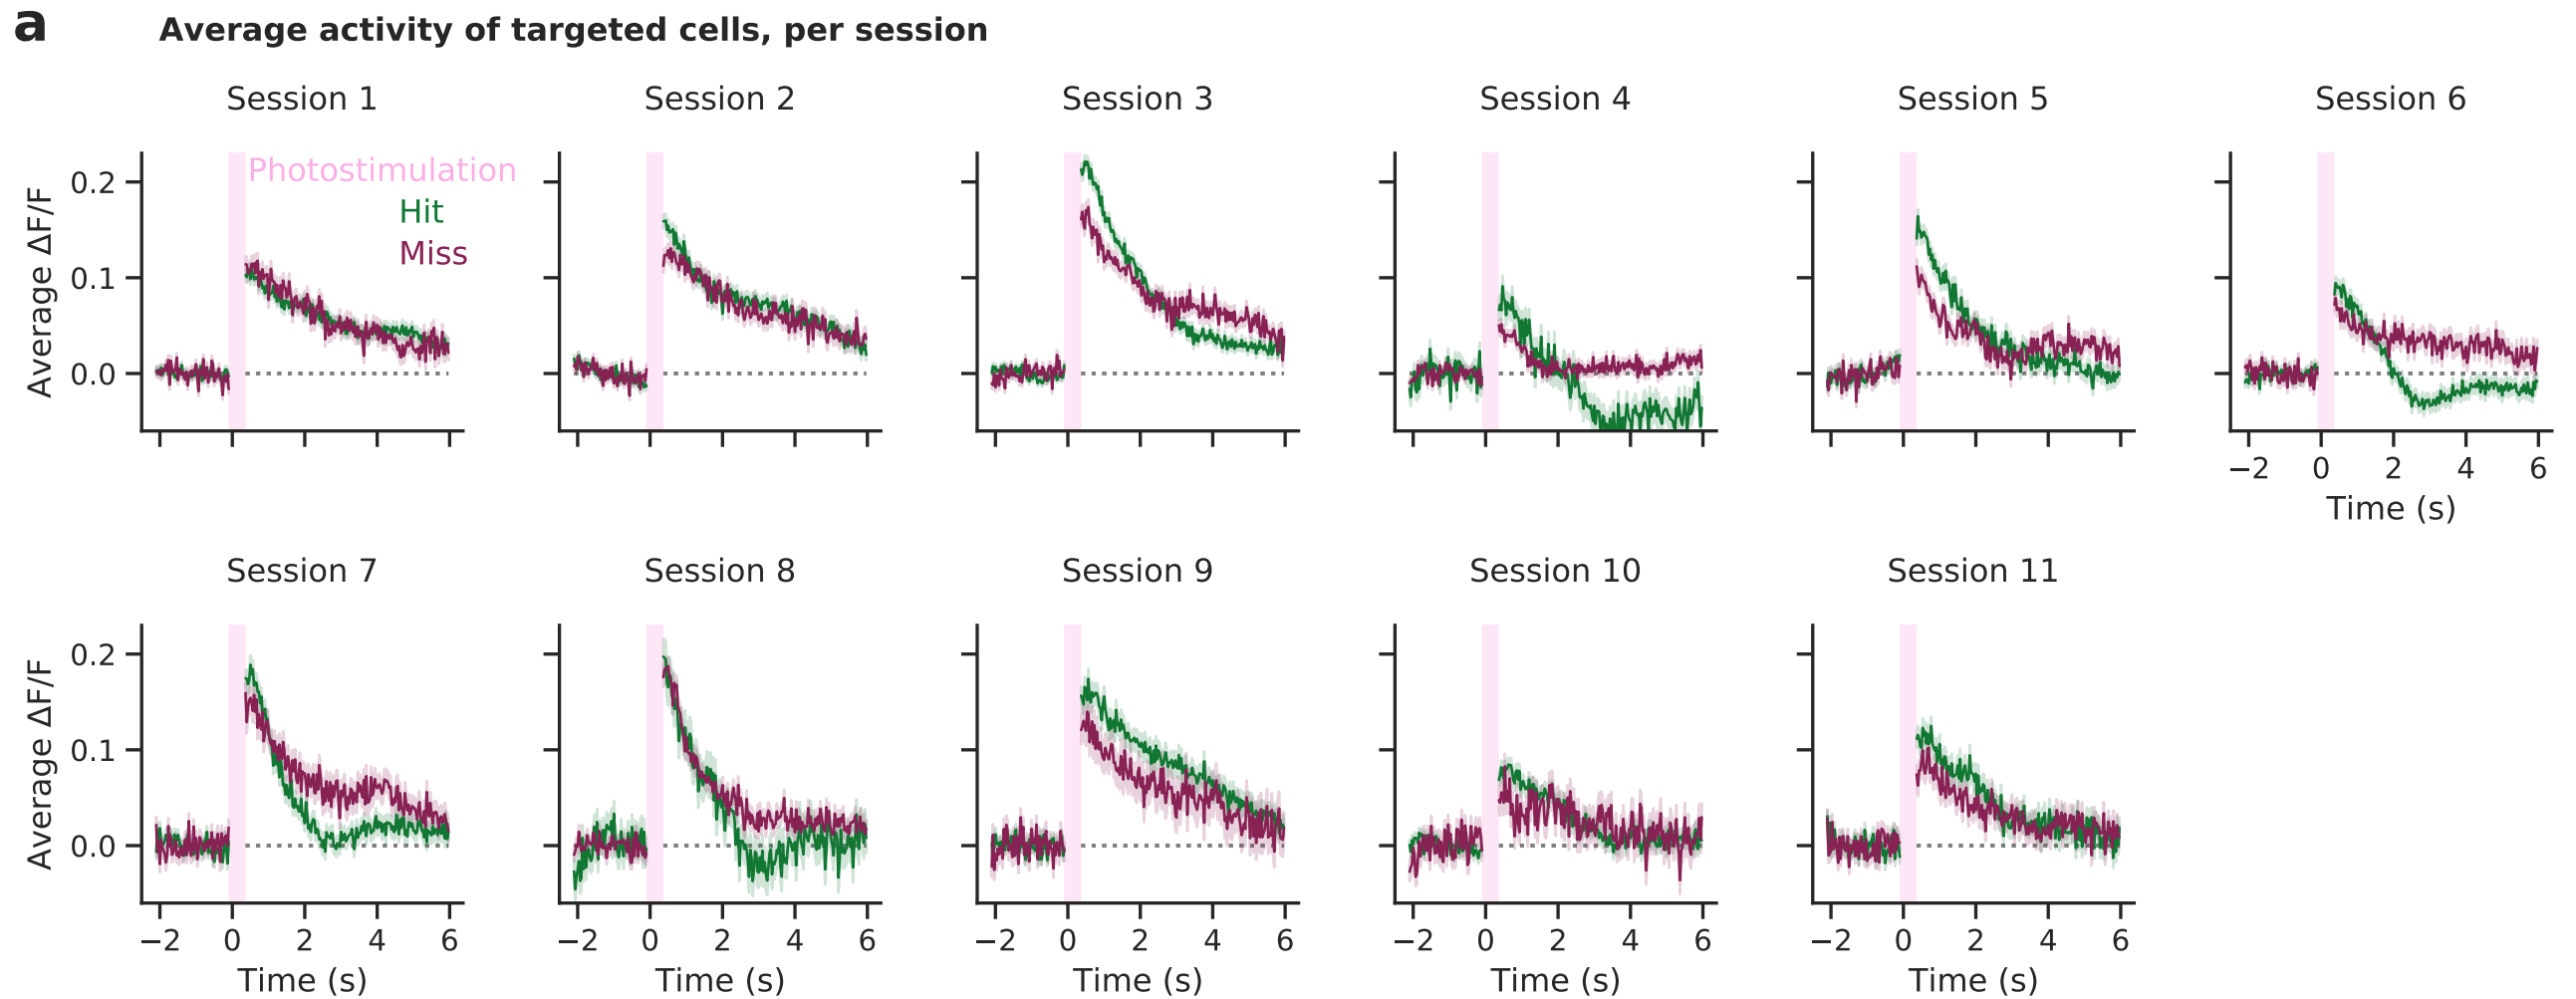 a
Average activity of targeted cells, per session
Session 1
Session 2
Session 3
Session 4
Session 5
Session 6
Photostimulation
Hit
Miss
Average ΔF/F
0.2
0.1
0.0
−2 0 2 4 6
Time (s)
Session 7
Session 8
Session 9
Session 10
Session 11
Average ΔF/F
0.2
0.1
0.0
−2 0 2 4 6
Time (s)
−2 0 2 4 6
Time (s)
−2 0 2 4 6
Time (s)
−2 0 2 4 6
Time (s)
−2 0 2 4 6
Time (s)